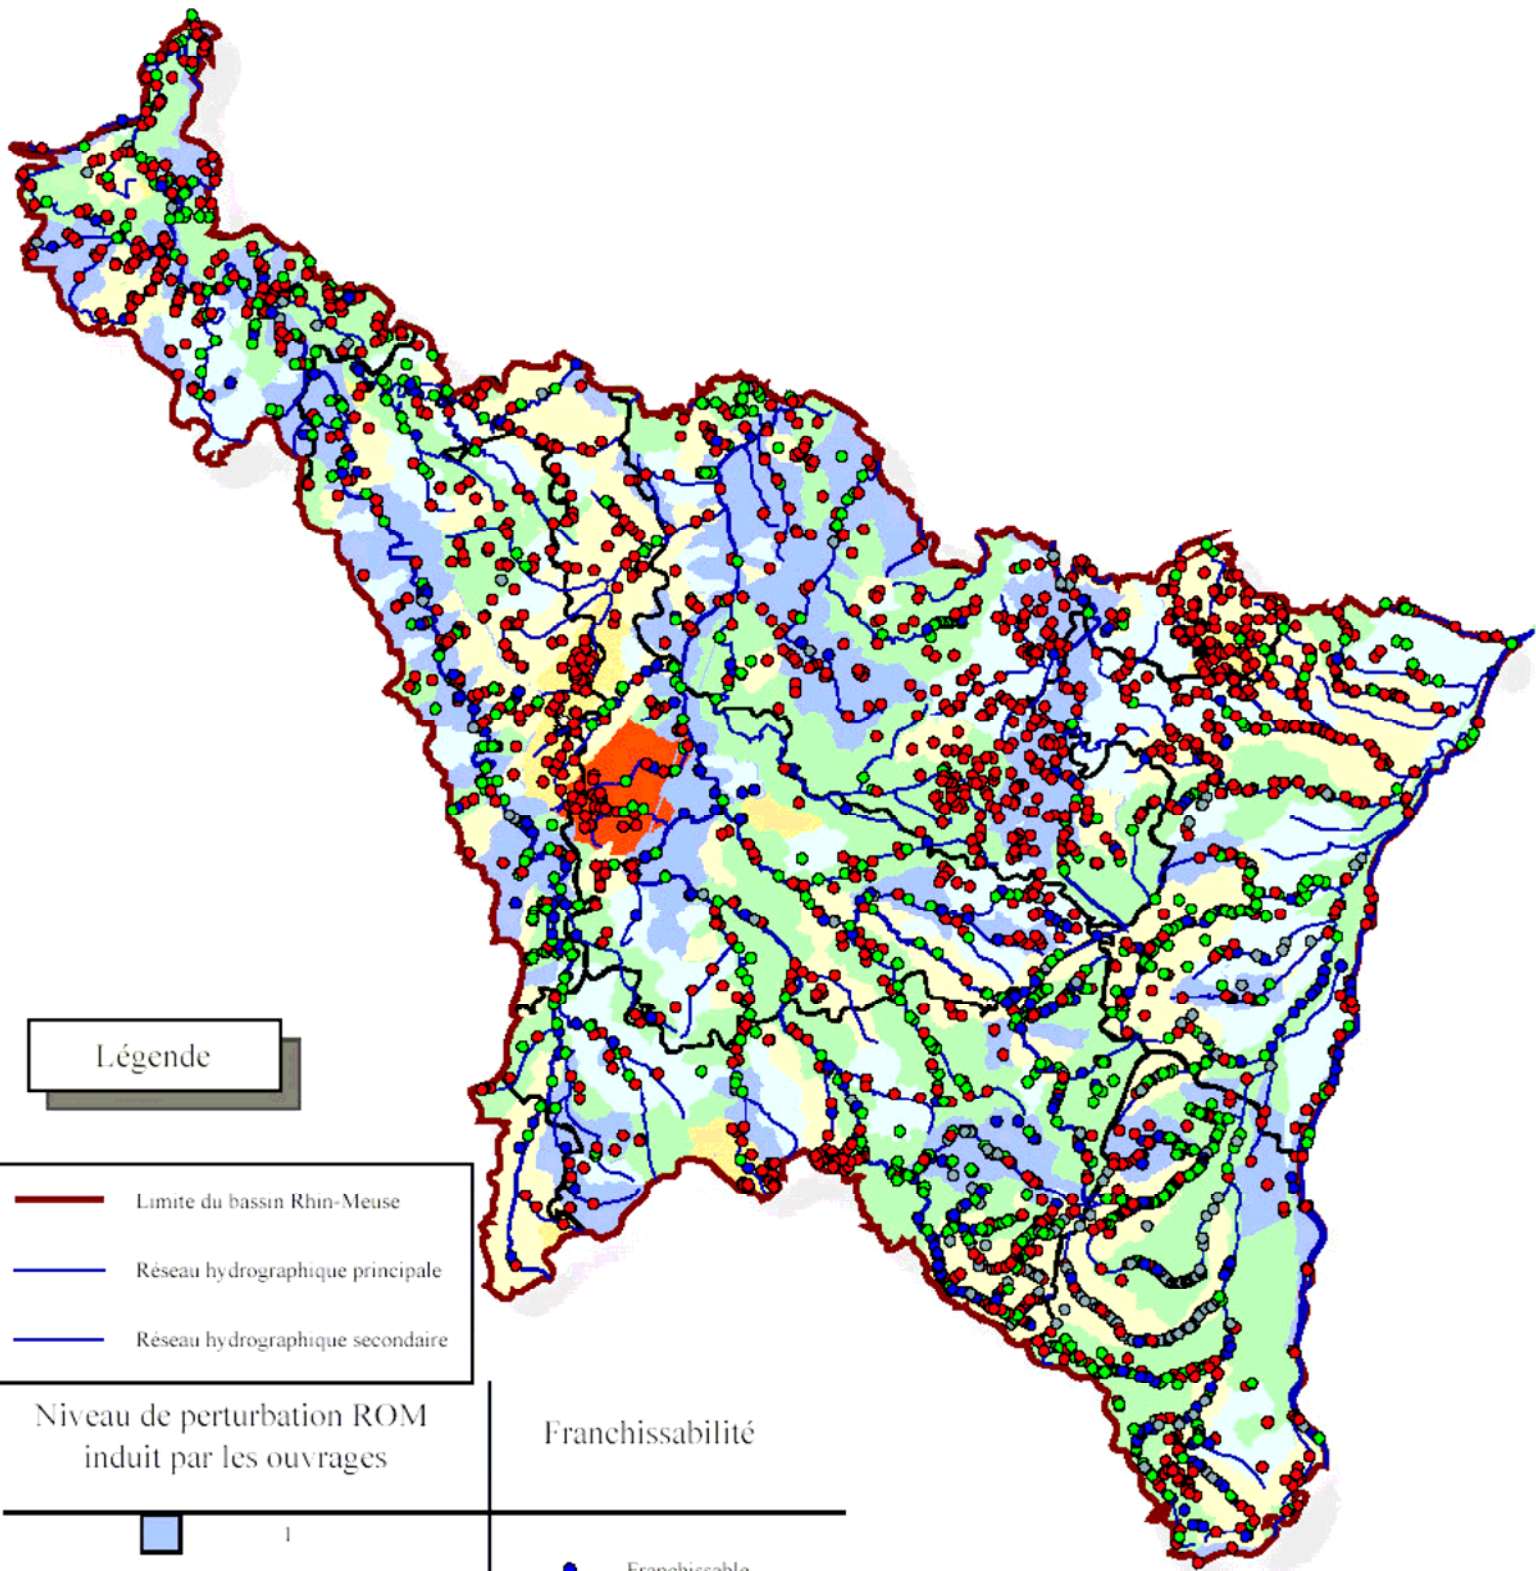 Légende
Limite du bassin Rhin-Meuse
Réseau hydrographique principale
Réseau hydrographique secondaire
Niveau de perturbation ROM
induit par les ouvrages
Franchissabilité
1
Franchissable